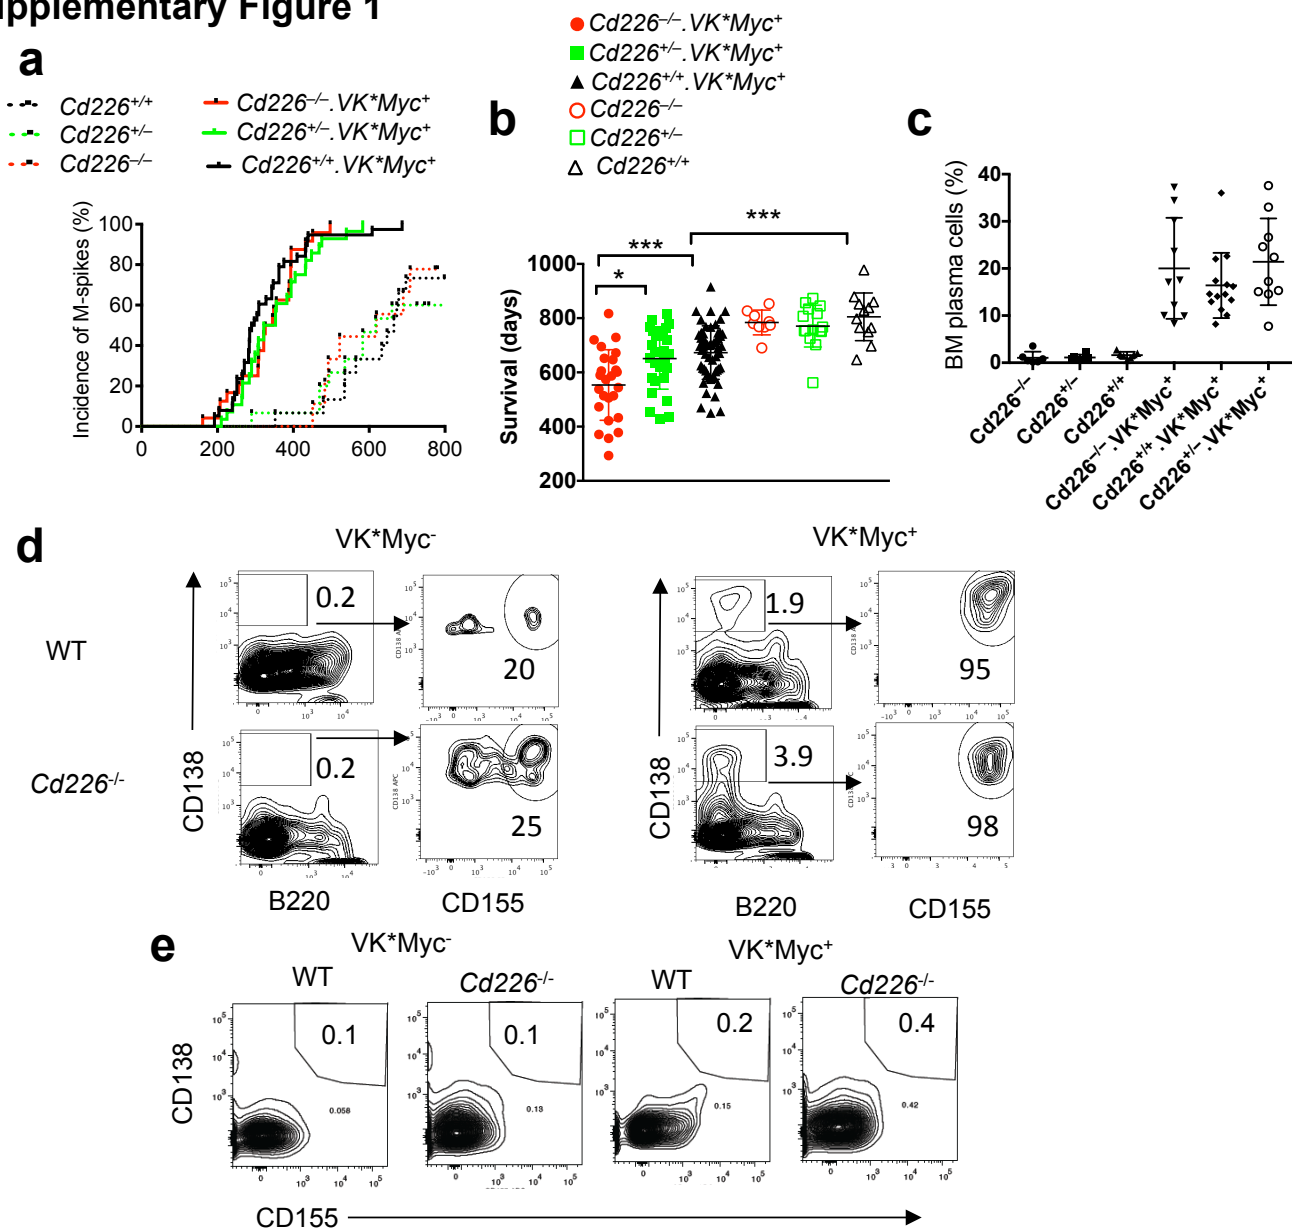 pplementary Figure 1
a
Cd226+/+
Cd226+/–
Cd226–/–
Cd226–/–.VK*Myc+
Cd226+/–.VK*Myc+
Cd226+/+.VK*Myc+
Incidence of M-spikes (%)
100
80
60
40
20
0
0 200 400 600 800
b
Cd226–/–.VK*Myc+
Cd226+/–.VK*Myc+
Cd226+/+.VK*Myc+
Cd226–/–
Cd226+/–
Cd226+/+
Survival (days)
1000
800
600
400
200
***
***
*
c
BM plasma cells (%)
40
30
20
10
0
Cd226–/–
Cd226+/–
Cd226+/+
Cd226–/–.VK*Myc+
Cd226+/+.VK*Myc+
Cd226+/–.VK*Myc+
d
VK*Myc-
VK*Myc+
WT
0.2
20
1.9
95
Cd226-/-
0.2
25
3.9
98
CD138
CD138
CD138 APC
B220
CD155
B220
CD155
e
VK*Myc-
VK*Myc+
WT
Cd226-/-
WT
Cd226-/-
CD138
0.1
0.1
0.2
0.4
0.058
0.13
0.15
0.42
CD155